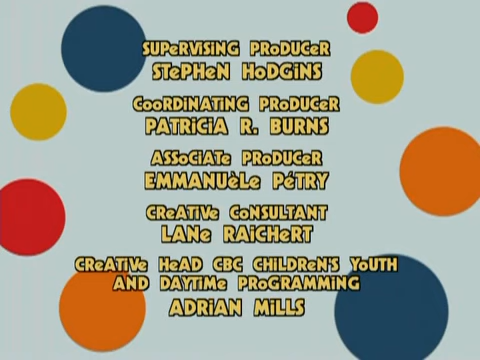 SUPeRViSiNG PRoDUCeR
STePHeN HoDGiNS
CooRDiNATiNG PRoDUCeR
PATRiCiA R. BURNS
ASSoCiATe PRoDUCeR
EMMANUèLe PéTRY
CReATiVe CoNSULTANT
LANe RAiCHeRT
CReATiVe HeAD CBC CHiLDReN'S YoUTH
AND DAYTiMe PRoGRAMMiNG
ADRiAN MiLLS